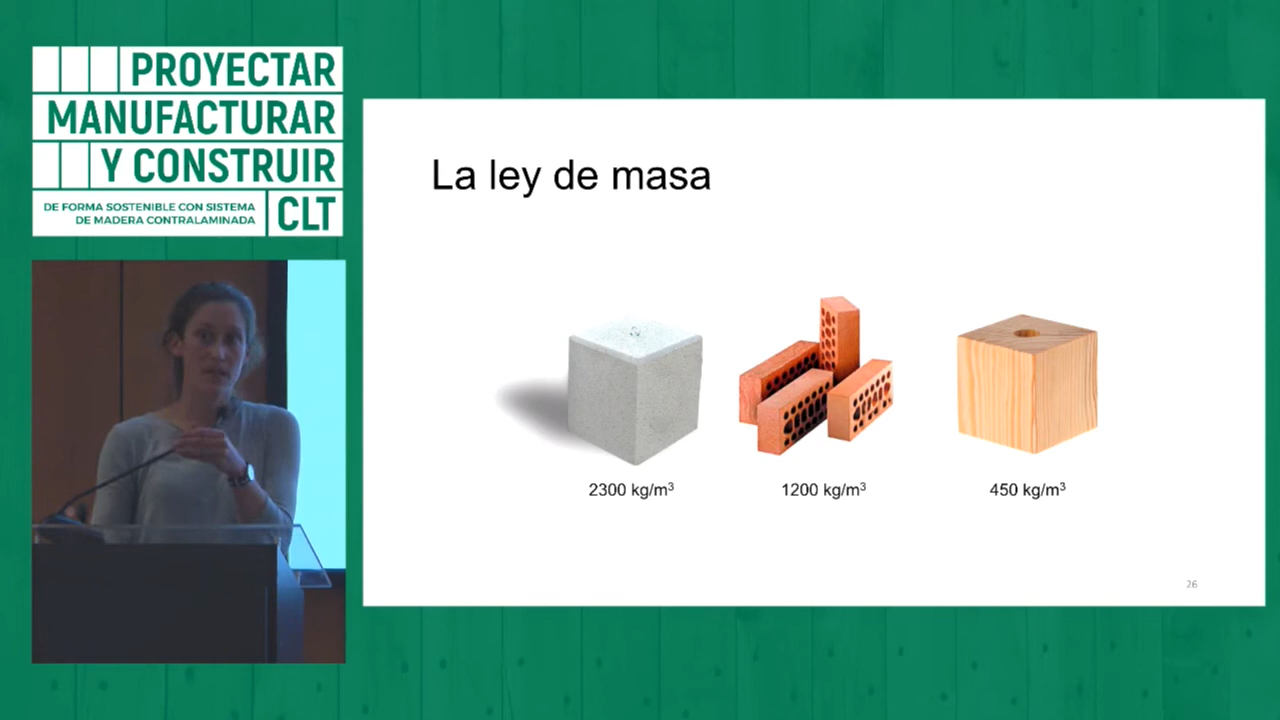 PROYECTAR
MANUFACTURAR
Y CONSTRUIR
DE FORMA SOSTENIBLE CON SISTEMA
DE MADERA CONTRALAMINADA
CLT
La ley de masa
2300 kg/m³
1200 kg/m³
450 kg/m³
26